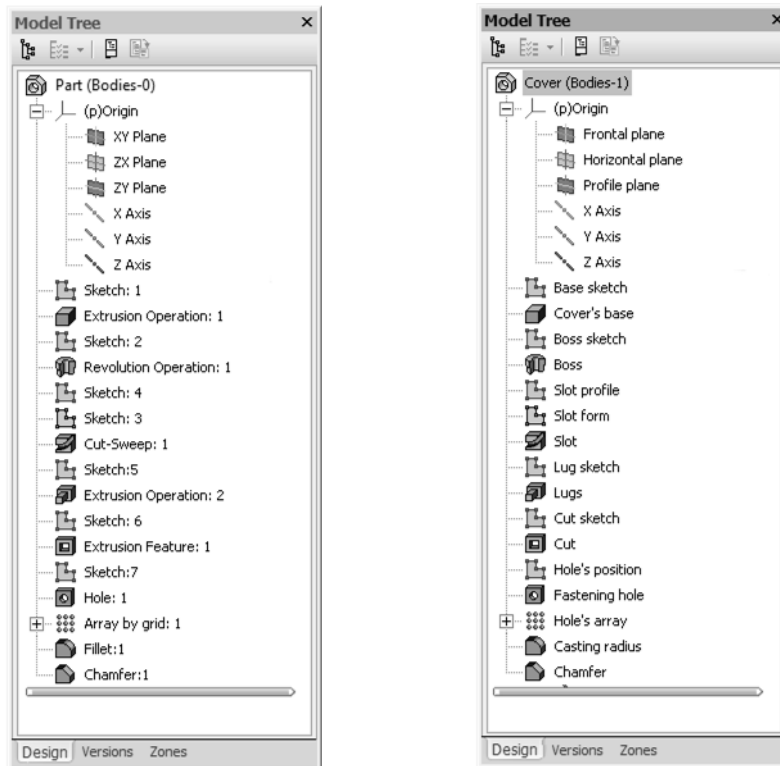 Model Tree
Part (Bodies-0)
(p)Origin
XY Plane
ZX Plane
ZY Plane
X Axis
Y Axis
Z Axis
Sketch: 1
Extrusion Operation: 1
Sketch: 2
Revolution Operation: 1
Sketch: 4
Sketch: 3
Cut-Sweep: 1
Sketch:5
Extrusion Operation: 2
Sketch: 6
Extrusion Feature: 1
Sketch:7
Hole: 1
Array by grid: 1
Fillet:1
Chamfer:1
Design Versions Zones
Model Tree
Cover (Bodies-1)
(p)Origin
Frontal plane
Horizontal plane
Profile plane
X Axis
Y Axis
Z Axis
Base sketch
Cover's base
Boss sketch
Boss
Slot profile
Slot form
Slot
Lug sketch
Lugs
Cut sketch
Cut
Hole's position
Fastening hole
Hole's array
Casting radius
Chamfer
Design Versions Zones